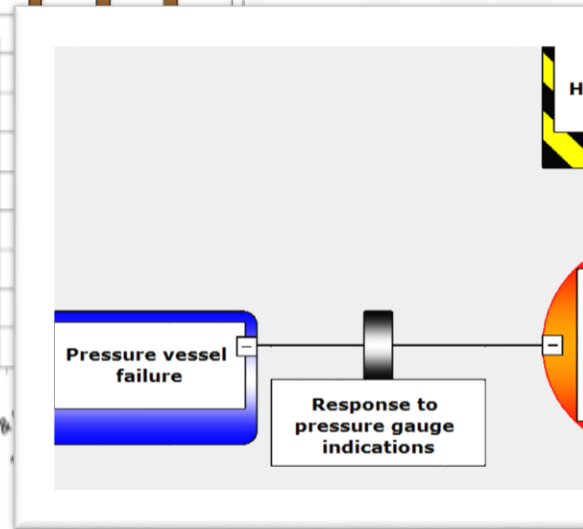 H
Pressure vessel
failure
Response to
pressure gauge
indications